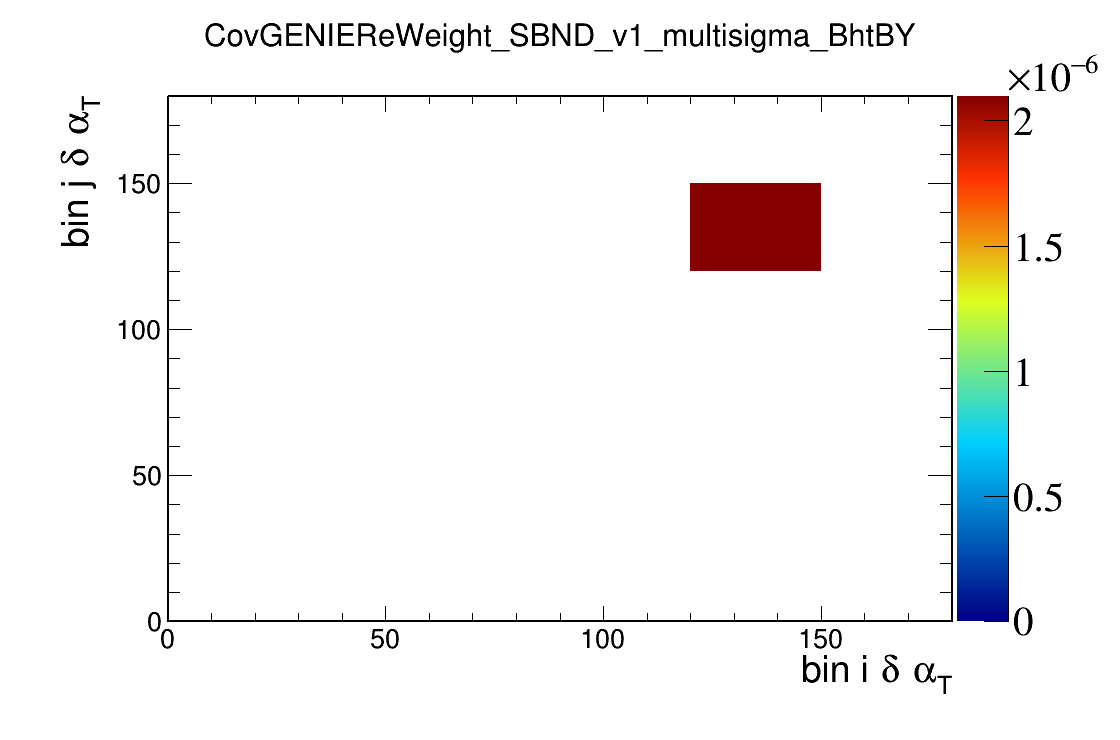 CovGENIEReWeight_SBND_v1_multisigma_BhtBY
×10⁻⁶
bin j δ α_T
150
100
50
0
0 50 100 150
bin i δ α_T
2
1.5
1
0.5
0